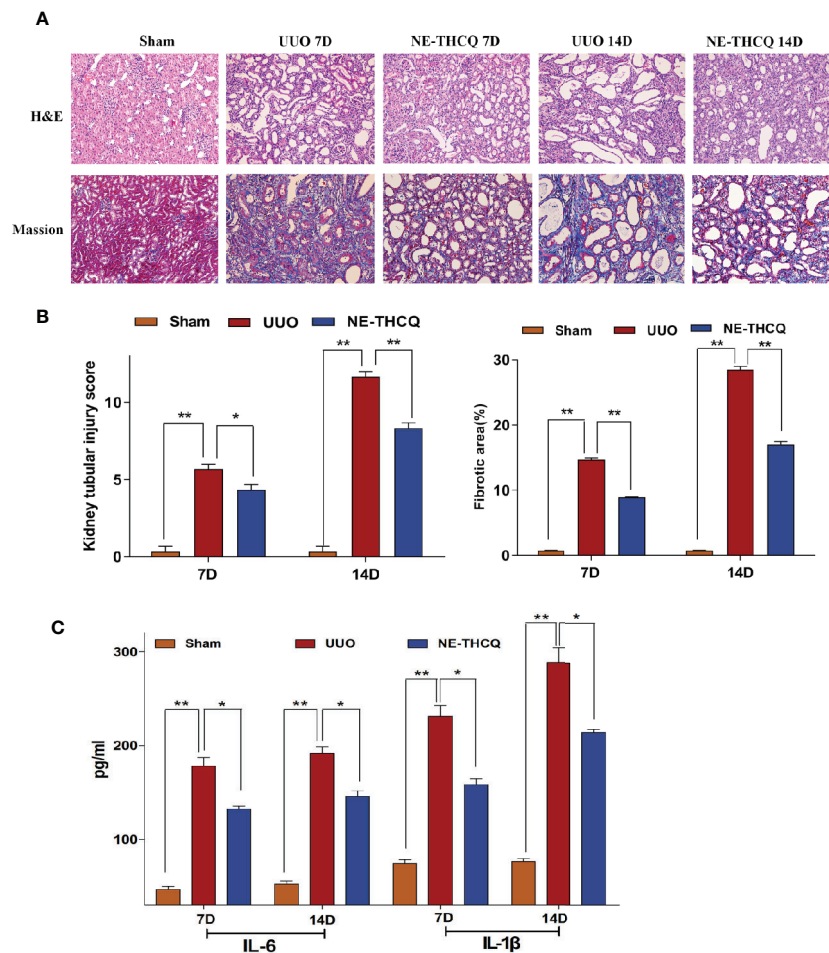 A
Sham UUO 7D NE-THCQ 7D UUO 14D NE-THCQ 14D
H&E
Massion
B
Sham UUO NE-THCQ
Kidney tubular injury score
10
5
0
** * ** **
7D 14D
Sham UUO NE-THCQ
Fibrotic area(%)
30
20
10
0
** ** ** **
7D 14D
C
Sham UUO NE-THCQ
pg/ml
300
200
100
** * ** * ** * ** *
7D 14D 7D 14D
IL-6 IL-1β